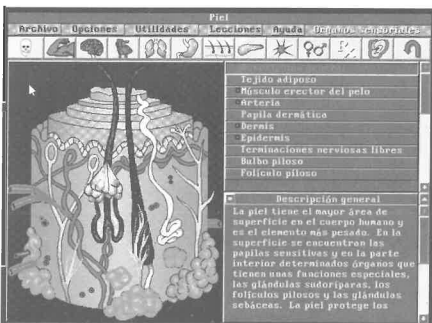 Piel
Archivo Opciones Utilidades Lecciones Ayuda Órganos sensoriales
Tejido adiposo
Músculo erector del pelo
Arteria
Papila dermática
Dermis
Epidermis
Terminaciones nerviosas libres
Bulbo piloso
Folículo piloso
Descripción general
La piel tiene el mayor área de
superficie en el cuerpo humano y
es el elemento más pesado. En la
superficie se encuentran las
papilas sensitivas y en la parte
interior determinados órganos que
tienen unas funciones especiales,
las glándulas sudoríparas, los
folículos pilosos y las glándulas
sebáceas. La piel protege los